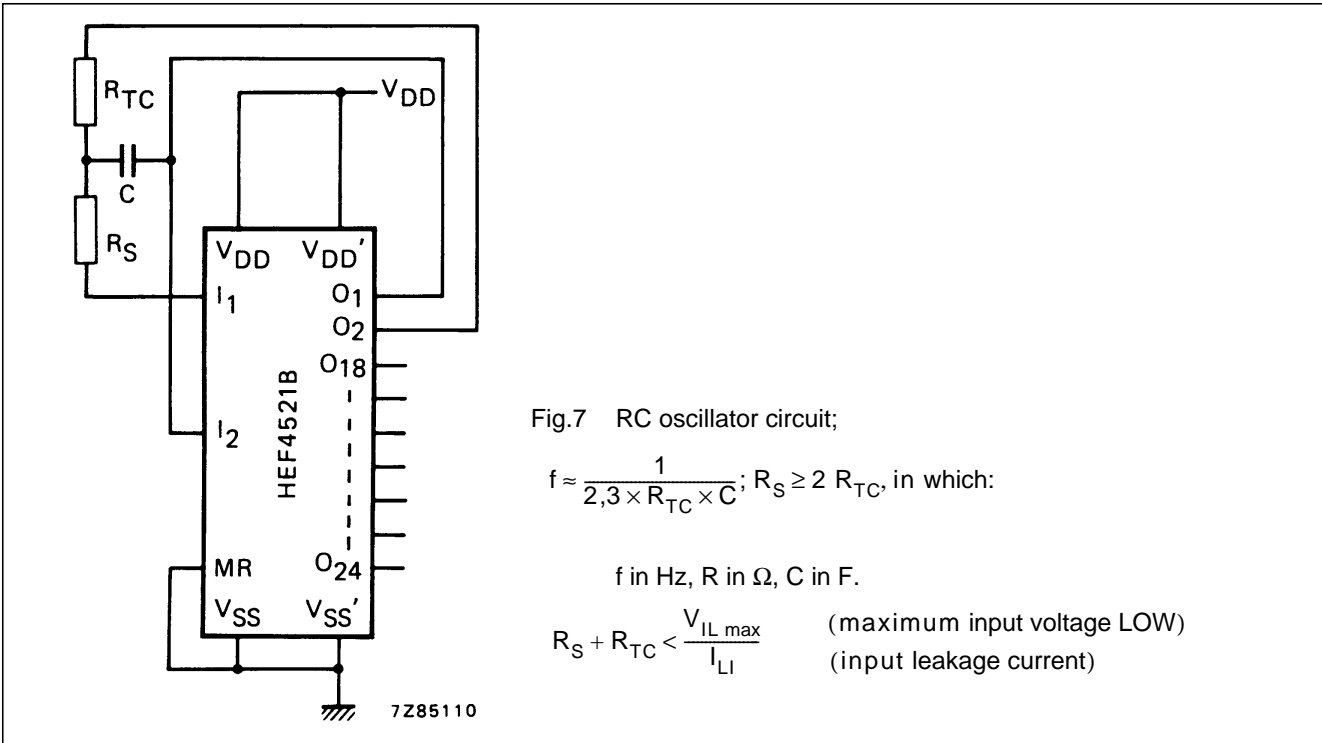 R_TC
V_DD
C
R_S
V_DD V_DD'
I_1 O_1
O_2
O_18
HEF4521B
I_2
MR O_24
V_SS V_SS'
7Z85110
Fig.7 RC oscillator circuit;
f ≈ 1 / (2,3 × R_TC × C); R_S ≥ 2 R_TC, in which:
f in Hz, R in Ω, C in F.
R_S + R_TC < V_IL max / I_LI (maximum input voltage LOW)
(input leakage current)